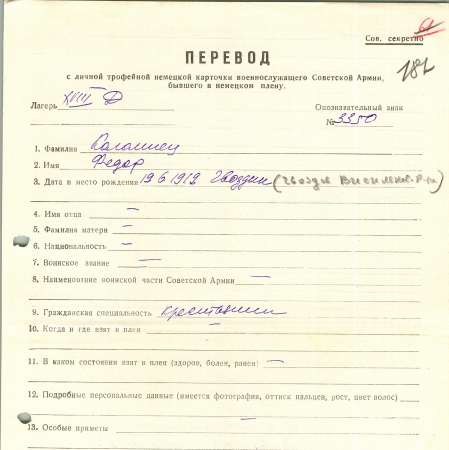 Сов. секретно
182
ПЕРЕВОД
с личной трофейной немецкой карточки военнослужащего Советской Армии,
бывшего в немецком плену.
Лагерь XVIII D
Опознавательный знак
№ 3350
1. Фамилия Каламиец
2. Имя Федор
3. Дата и место рождения 19 6.1919
4. Имя отца —
5. Фамилия матери —
6. Национальность —
7. Воинское звание —
8. Наименование воинской части Советской Армии —
9. Гражданская специальность крестьянин
10. Когда и где взят в плен —
11. В каком состоянии взят в плен (здоров, болен, ранен) —
12. Подробные персональные данные (имеется фотография, оттиск пальцев, рост, цвет волос)
—
13. Особые приметы —